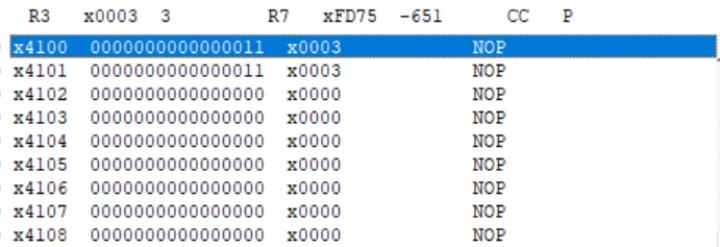 R3 x0003 3 R7 xFD75 -651 CC P
x4100 0000000000000011 x0003 NOP
x4101 0000000000000011 x0003 NOP
x4102 0000000000000000 x0000 NOP
x4103 0000000000000000 x0000 NOP
x4104 0000000000000000 x0000 NOP
x4105 0000000000000000 x0000 NOP
x4106 0000000000000000 x0000 NOP
x4107 0000000000000000 x0000 NOP
x4108 0000000000000000 x0000 NOP